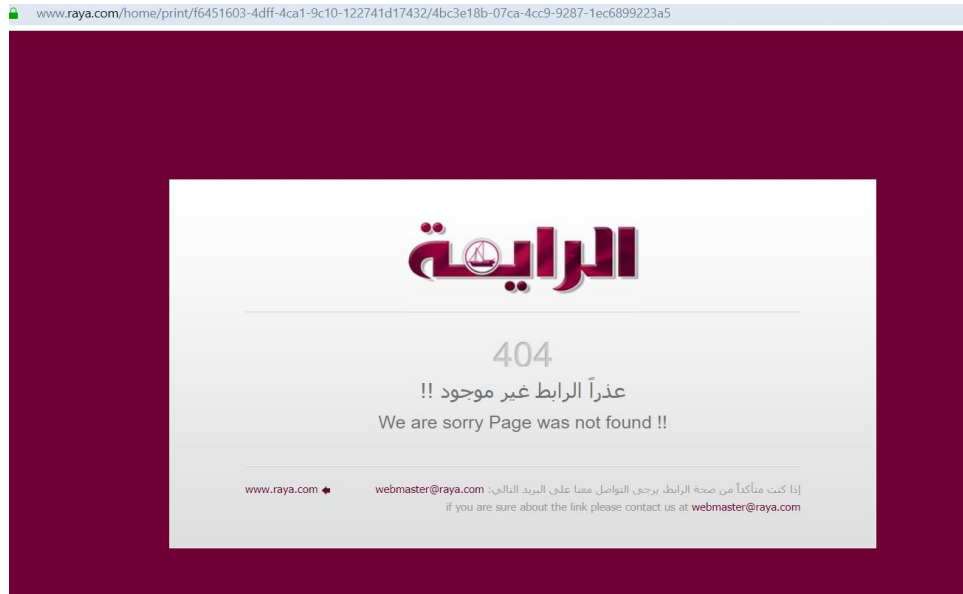 www.raya.com/home/print/f6451603-4dff-4ca1-9c10-122741d17432/4bc3e18b-07ca-4cc9-9287-1ec6899223a5
الراية
404
عذراً الرابط غير موجود !!
We are sorry Page was not found !!
إذا كنت متأكداً من صحة الرابط، يرجى التواصل معنا على البريد التالي: webmaster@raya.com
www.raya.com
if you are sure about the link please contact us at webmaster@raya.com